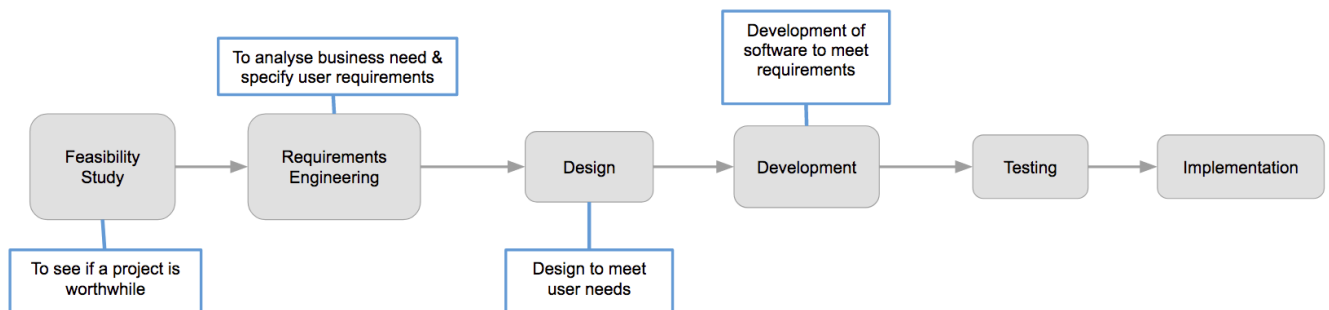 To analyse business need &
specify user requirements
Development of
software to meet
requirements
Feasibility
Study
Requirements
Engineering
Design
Development
Testing
Implementation
To see if a project is
worthwhile
Design to meet
user needs